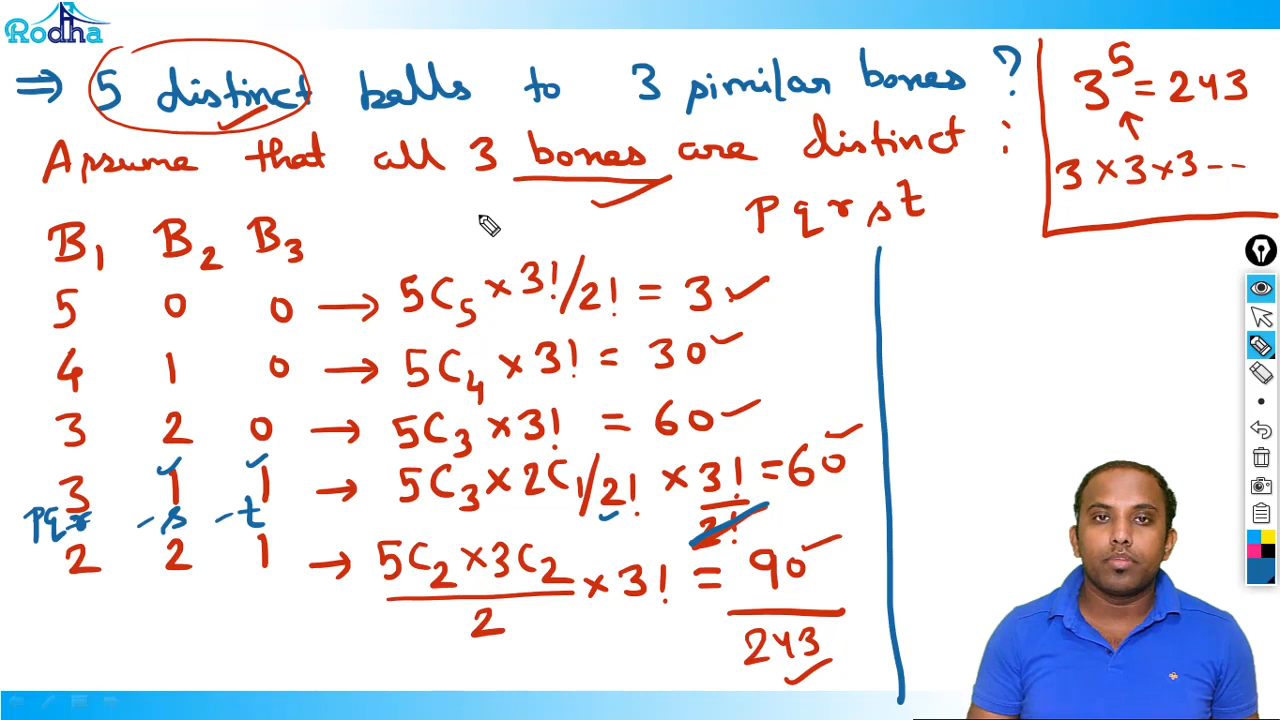 Rodha
⇒ 5 distinct balls to 3 similar boxes ?
Assume that all 3 boxes are distinct :
3^5 = 243
↑
3 × 3 × 3 --
p q r s t
B₁ B₂ B₃
5 0 0 → 5C₅ × 3!/2! = 3 ✓
4 1 0 → 5C₄ × 3! = 30 ✓
3 2 0 → 5C₃ × 3! = 60 ✓
3 1 1 → 5C₃ × 2C₁/2! × 3!/2! = 60 ✓
pqr - s - t
2 2 1 → (5C₂ × 3C₂)/2 × 3! = 90 ✓
243